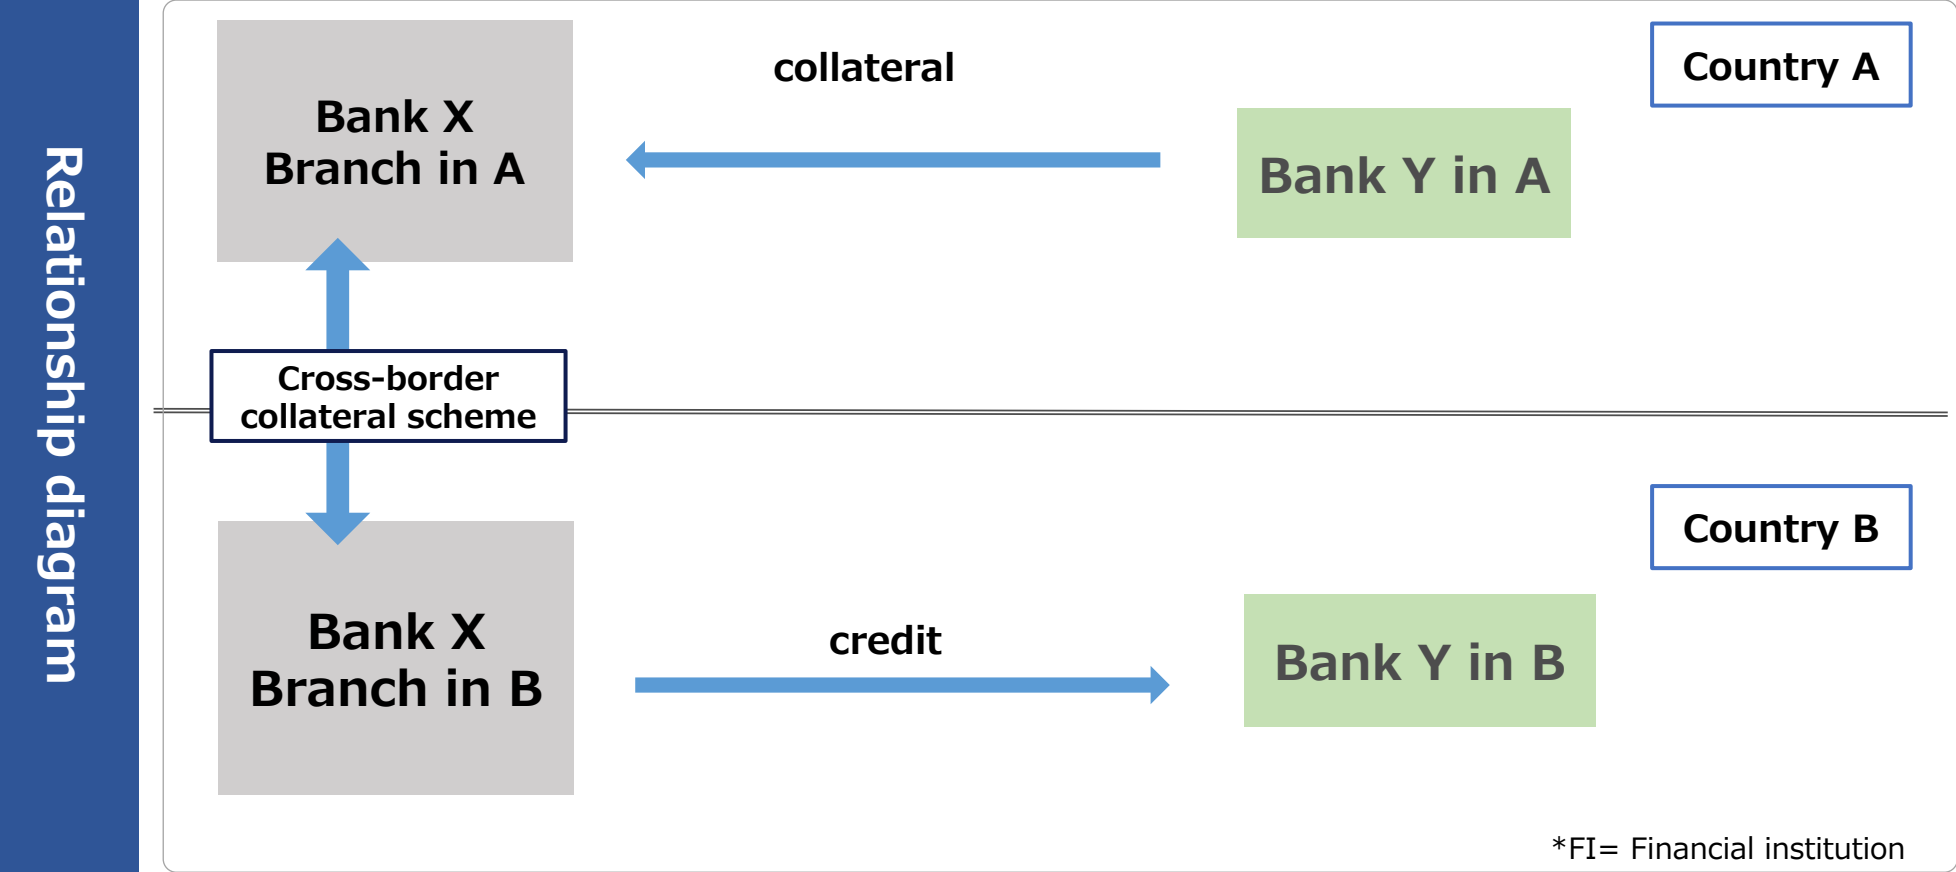 Relationship diagram
Country A
collateral
Bank X
Branch in A
Bank Y in A
Cross-border
collateral scheme
Country B
Bank X
Branch in B
credit
Bank Y in B
*FI= Financial institution